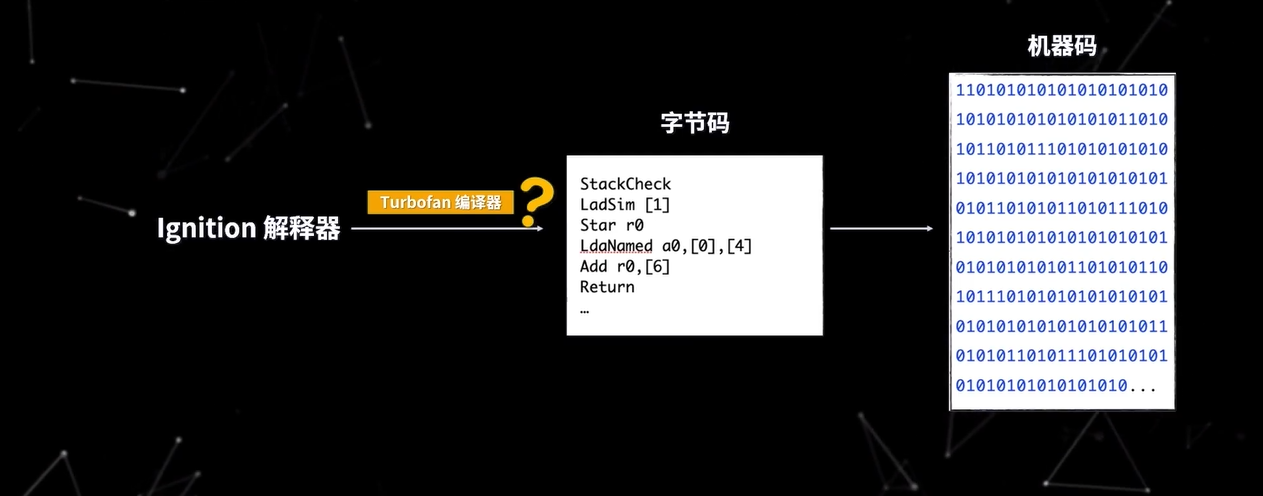 机器码
字节码
Ignition 解释器
Turbofan 编译器
?
StackCheck
LadSim [1]
Star r0
LdaNamed a0,[0],[4]
Add r0,[6]
Return
…
110101010101010101010
101010101010101011010
101101011101010101010
101010101010101010101
010110101011010111010
101010101010101010101
010101010101101010110
101110101010101010101
010101010101010101011
010101101011101010101
01010101010101010...